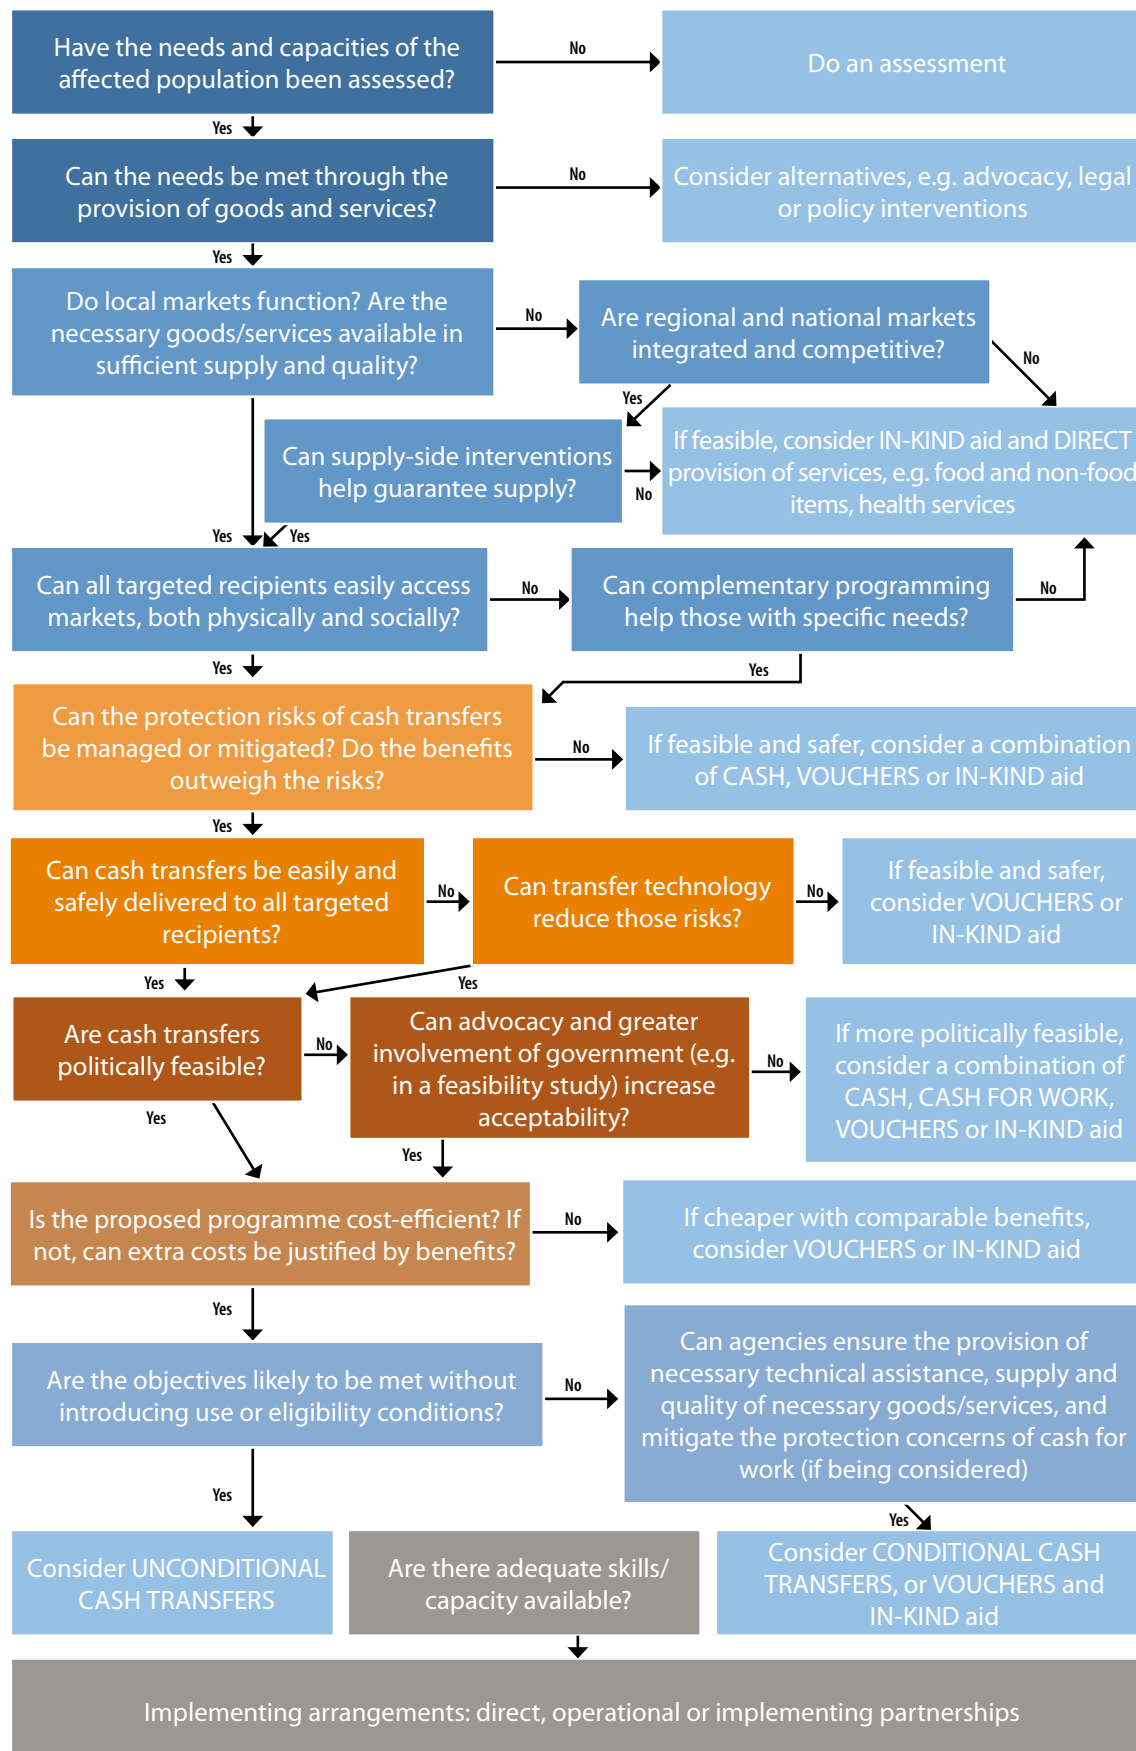 Have the needs and capacities of the
affected population been assessed?
No
Do an assessment
Yes
Can the needs be met through the
provision of goods and services?
No
Consider alternatives, e.g. advocacy, legal
or policy interventions
Yes
Do local markets function? Are the
necessary goods/services available in
sufficient supply and quality?
No
Are regional and national markets
integrated and competitive?
No
Yes
Can supply-side interventions
help guarantee supply?
No
If feasible, consider IN-KIND aid and DIRECT
provision of services, e.g. food and non-food
items, health services
Yes
Yes
Can all targeted recipients easily access
markets, both physically and socially?
No
Can complementary programming
help those with specific needs?
No
Yes
Yes
Can the protection risks of cash transfers
be managed or mitigated? Do the benefits
outweigh the risks?
No
If feasible and safer, consider a combination
of CASH, VOUCHERS or IN-KIND aid
Yes
Can cash transfers be easily and
safely delivered to all targeted
recipients?
No
Can transfer technology
reduce those risks?
No
If feasible and safer,
consider VOUCHERS or
IN-KIND aid
Yes
Yes
Are cash transfers
politically feasible?
No
Can advocacy and greater
involvement of government (e.g.
in a feasibility study) increase
acceptability?
No
If more politically feasible,
consider a combination of
CASH, CASH FOR WORK,
VOUCHERS or IN-KIND aid
Yes
Yes
Is the proposed programme cost-efficient? If
not, can extra costs be justified by benefits?
No
If cheaper with comparable benefits,
consider VOUCHERS or IN-KIND aid
Yes
Are the objectives likely to be met without
introducing use or eligibility conditions?
No
Can agencies ensure the provision of
necessary technical assistance, supply and
quality of necessary goods/services, and
mitigate the protection concerns of cash for
work (if being considered)
Yes
Yes
Consider UNCONDITIONAL
CASH TRANSFERS
Are there adequate skills/
capacity available?
Consider CONDITIONAL CASH
TRANSFERS, or VOUCHERS and
IN-KIND aid
Implementing arrangements: direct, operational or implementing partnerships